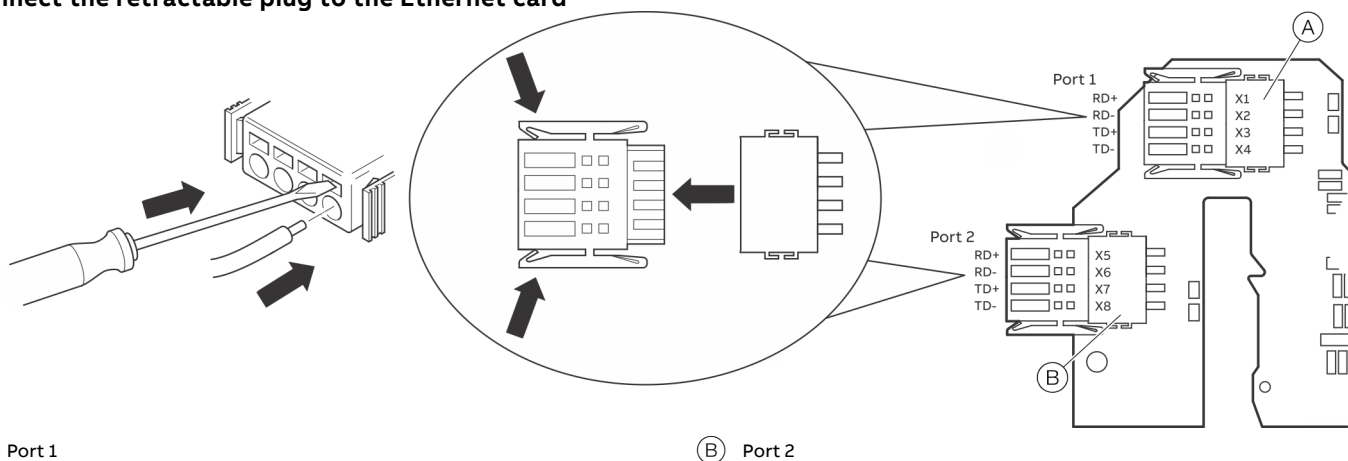 the retractable plug to the Ethernet card
A
Port 1
RD+ X1
RD- X2
TD+ X3
TD- X4
Port 2
RD+ X5
RD- X6
TD+ X7
TD- X8
B
Port 1
B Port 2